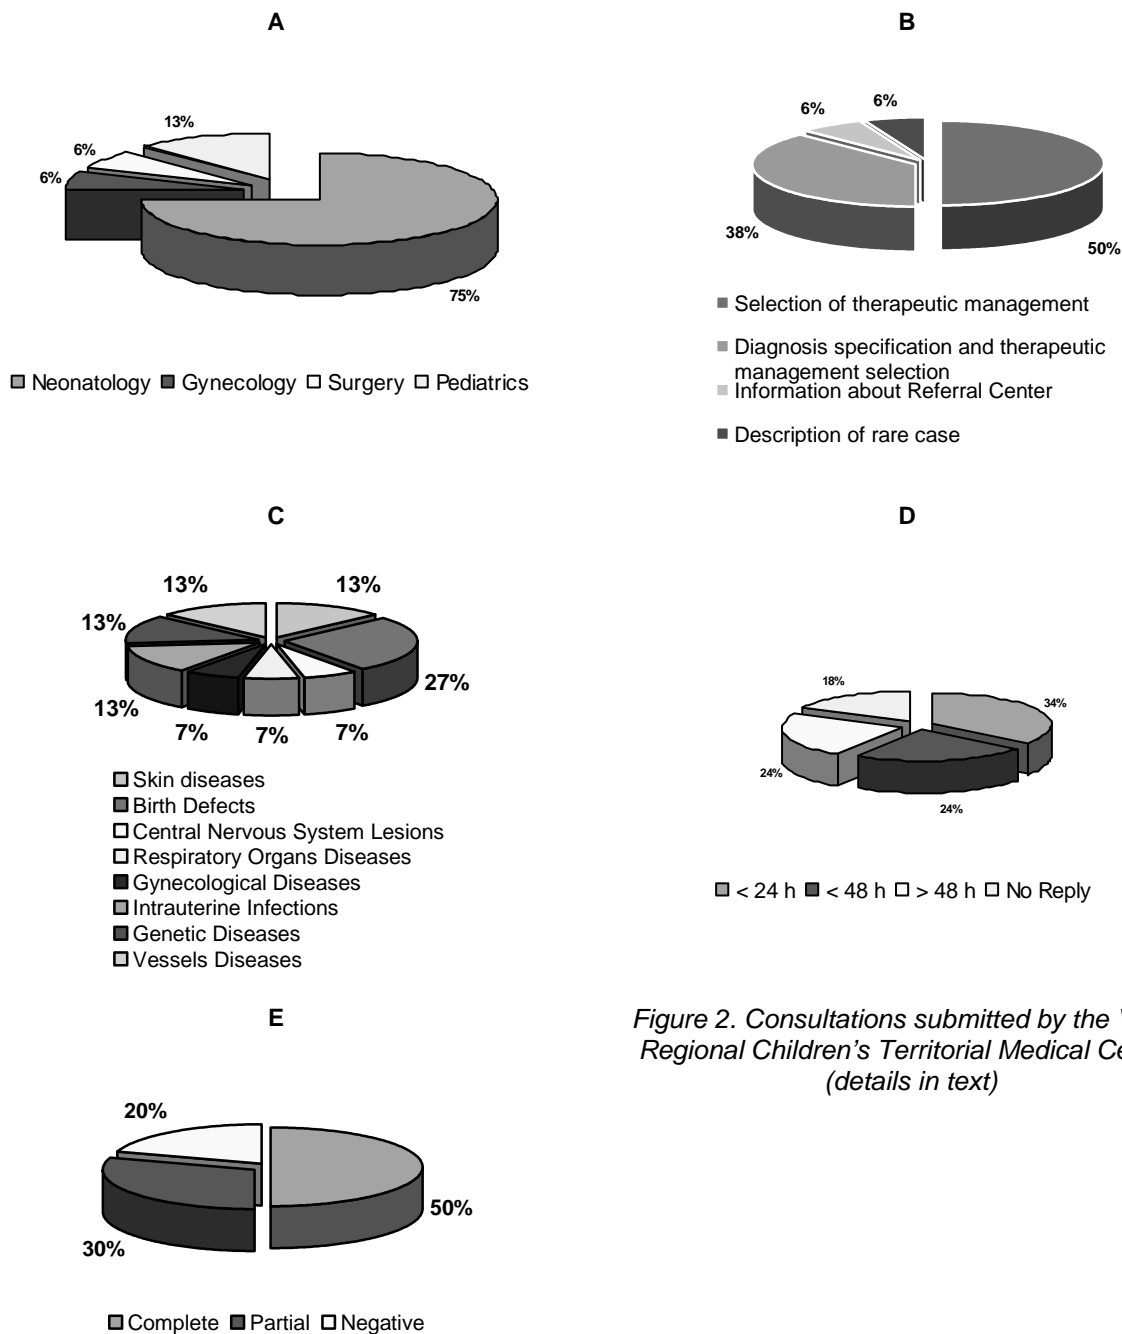 A
13%
6%
6%
75%
Neonatology Gynecology Surgery Pediatrics
B
6%
6%
38%
50%
Selection of therapeutic management
Diagnosis specification and therapeutic
management selection
Information about Referral Center
Description of rare case
C
13%
13%
13%
27%
13%
7%
7%
7%
Skin diseases
Birth Defects
Central Nervous System Lesions
Respiratory Organs Diseases
Gynecological Diseases
Intrauterine Infections
Genetic Diseases
Vessels Diseases
D
18%
34%
24%
24%
< 24 h < 48 h > 48 h No Reply
E
20%
50%
30%
Complete Partial Negative
Figure 2. Consultations submitted by the
Regional Children's Territorial Medical
(details in text)